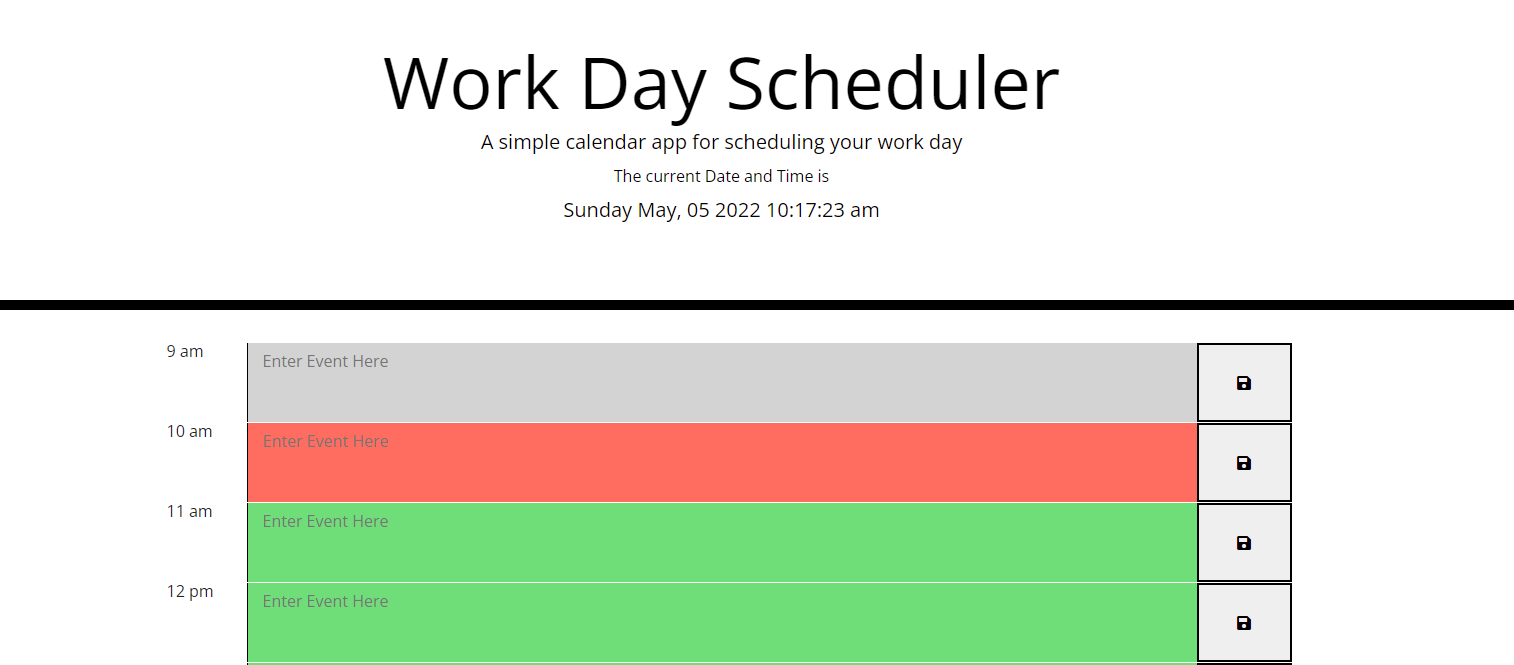 Work Day Scheduler
A simple calendar app for scheduling your work day
The current Date and Time is
Sunday May, 05 2022 10:17:23 am
9 am
Enter Event Here
10 am
Enter Event Here
11 am
Enter Event Here
12 pm
Enter Event Here